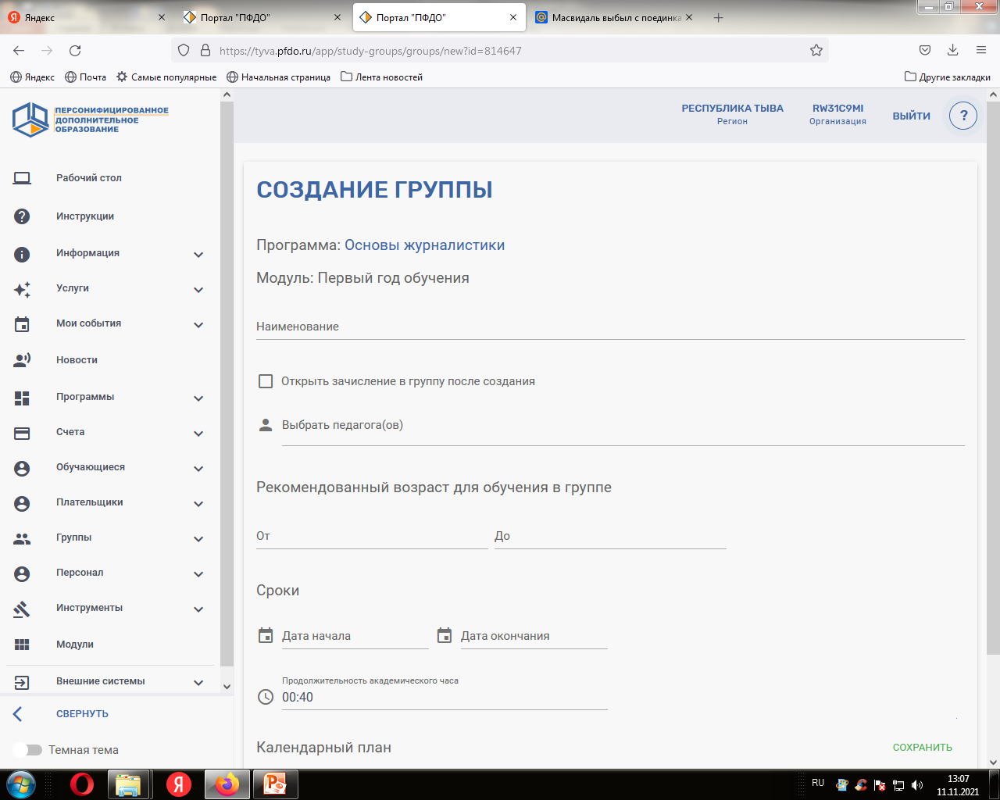 Яндекс
Портал "ПФДО"
Портал "ПФДО"
Масвидаль выбыл с поединка
https://tyva.pfdo.ru/app/study-groups/groups/new?id=814647
Яндекс
Почта
Самые популярные
Начальная страница
Лента новостей
Другие закладки
ПЕРСОНИФИЦИРОВАННОЕ
ДОПОЛНИТЕЛЬНОЕ
ОБРАЗОВАНИЕ
РЕСПУБЛИКА ТЫВА
Регион
RW31C9MI
Организация
ВЫЙТИ
?
Рабочий стол
Инструкции
Информация
Услуги
Мои события
Новости
Программы
Счета
Обучающиеся
Плательщики
Группы
Персонал
Инструменты
Модули
Внешние системы
СВЕРНУТЬ
Темная тема
СОЗДАНИЕ ГРУППЫ
Программа: Основы журналистики
Модуль: Первый год обучения
Наименование
Открыть зачисление в группу после создания
Выбрать педагога(ов)
Рекомендованный возраст для обучения в группе
От
До
Сроки
Дата начала
Дата окончания
Продолжительность академического часа
00:40
Календарный план
СОХРАНИТЬ
RU
13:07
11.11.2021